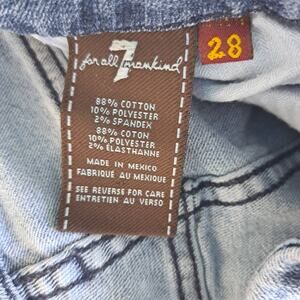 7
for all mankind
28
88% COTTON
10% POLYESTER
2% SPANDEX
88% COTON
10% POLYESTER
2% ELASTHANNE
MADE IN MEXICO
FABRIQUÉ AU MEXIQUE
SEE REVERSE FOR CARE
ENTRETIEN AU VERSO